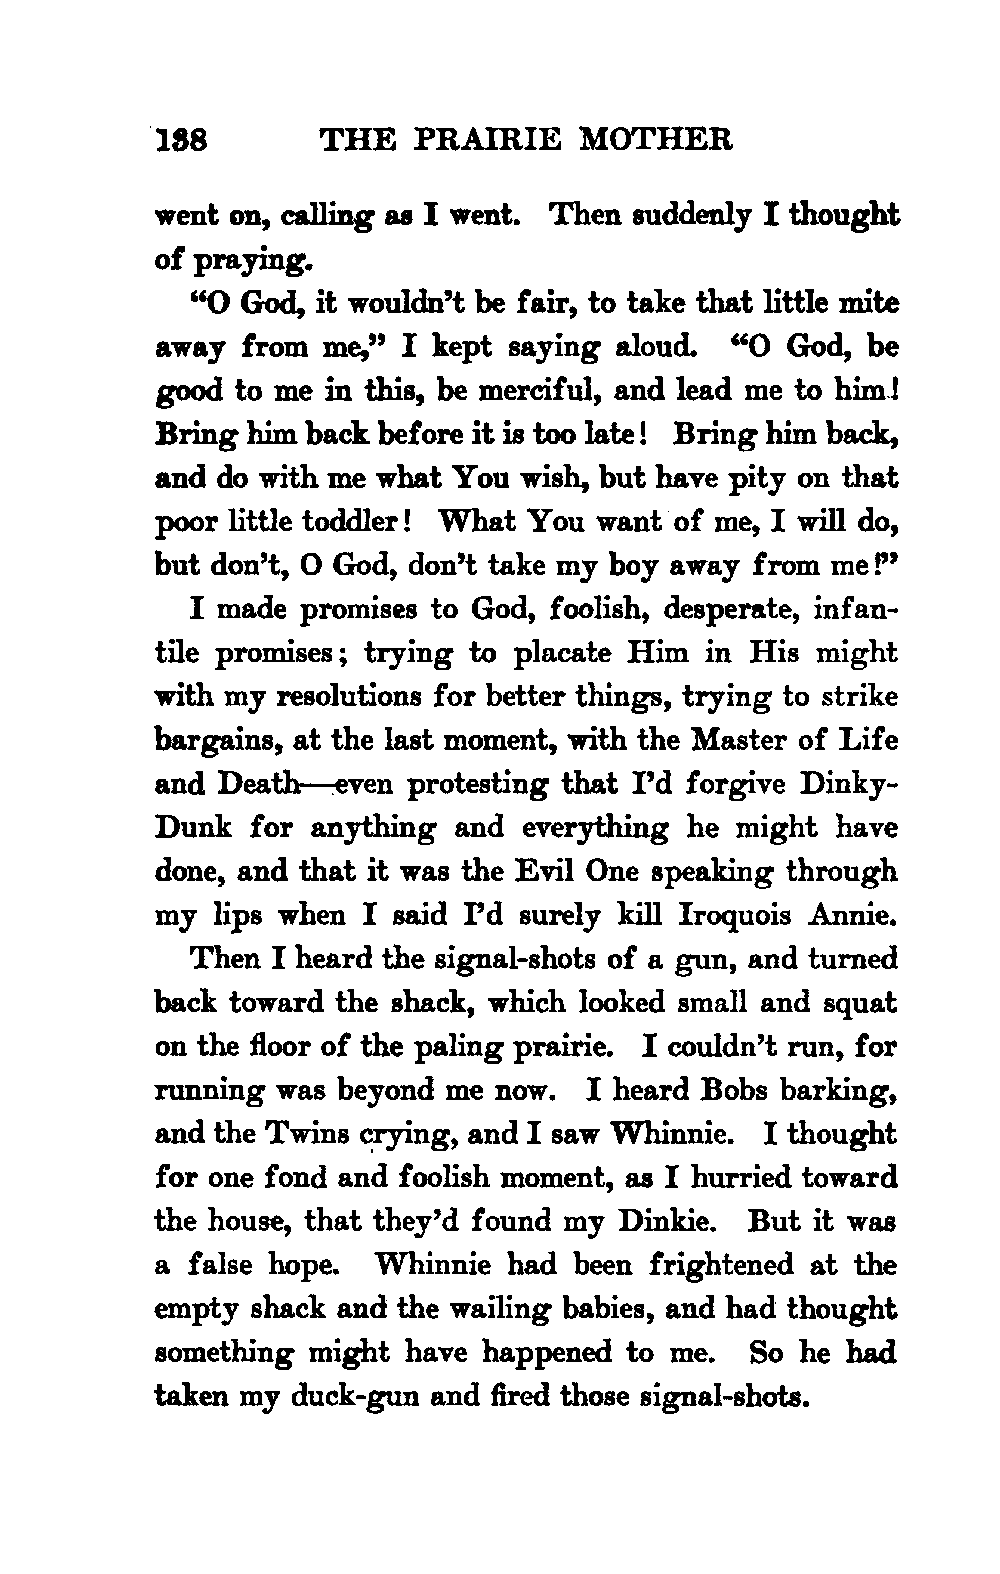 138 THE PRAIRIE MOTHER
went on, calling as I went. Then suddenly I thought
of praying.
“O God, it wouldn’t be fair, to take that little mite
away from me,” I kept saying aloud. “O God, be
good to me in this, be merciful, and lead me to him!
Bring him back before it is too late! Bring him back,
and do with me what You wish, but have pity on that
poor little toddler! What You want of me, I will do,
but don’t, O God, don’t take my boy away from me!”
I made promises to God, foolish, desperate, infan-
tile promises; trying to placate Him in His might
with my resolutions for better things, trying to strike
bargains, at the last moment, with the Master of Life
and Death—even protesting that I’d forgive Dinky-
Dunk for anything and everything he might have
done, and that it was the Evil One speaking through
my lips when I said I’d surely kill Iroquois Annie.
Then I heard the signal-shots of a gun, and turned
back toward the shack, which looked small and squat
on the floor of the paling prairie. I couldn’t run, for
running was beyond me now. I heard Bobs barking,
and the Twins crying, and I saw Whinnie. I thought
for one fond and foolish moment, as I hurried toward
the house, that they’d found my Dinkie. But it was
a false hope. Whinnie had been frightened at the
empty shack and the wailing babies, and had thought
something might have happened to me. So he had
taken my duck-gun and fired those signal-shots.